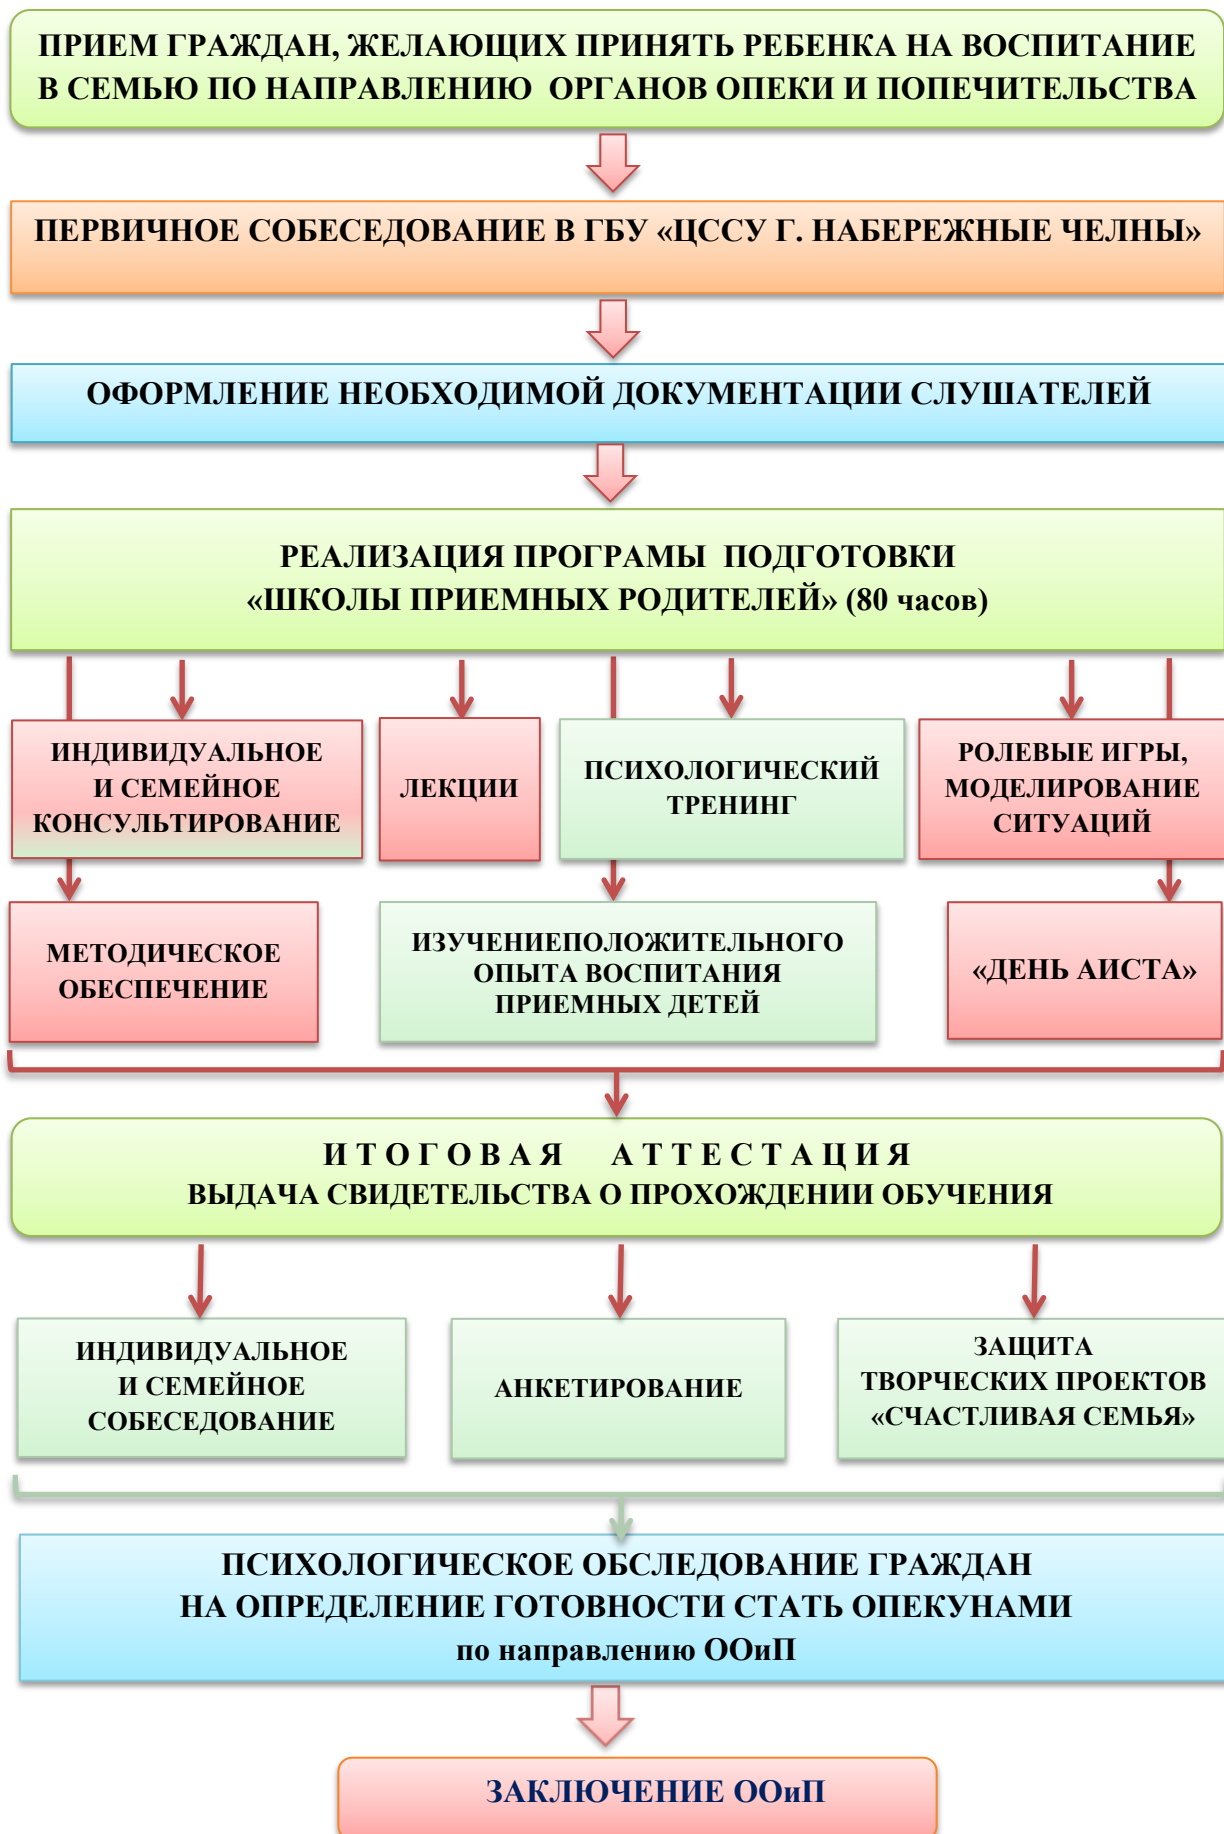 ПРИЕМ ГРАЖДАН, ЖЕЛАЮЩИХ ПРИНЯТЬ РЕБЕНКА НА ВОСПИТАНИЕ
В СЕМЬЮ ПО НАПРАВЛЕНИЮ ОРГАНОВ ОПЕКИ И ПОПЕЧИТЕЛЬСТВА
ПЕРВИЧНОЕ СОБЕСЕДОВАНИЕ В ГБУ «ЦССУ Г. НАБЕРЕЖНЫЕ ЧЕЛНЫ»
ОФОРМЛЕНИЕ НЕОБХОДИМОЙ ДОКУМЕНТАЦИИ СЛУШАТЕЛЕЙ
РЕАЛИЗАЦИЯ ПРОГРАМЫ ПОДГОТОВКИ
«ШКОЛЫ ПРИЕМНЫХ РОДИТЕЛЕЙ» (80 часов)
ИНДИВИДУАЛЬНОЕ
И СЕМЕЙНОЕ
КОНСУЛЬТИРОВАНИЕ
ЛЕКЦИИ
ПСИХОЛОГИЧЕСКИЙ
ТРЕНИНГ
РОЛЕВЫЕ ИГРЫ,
МОДЕЛИРОВАНИЕ
СИТУАЦИЙ
МЕТОДИЧЕСКОЕ
ОБЕСПЕЧЕНИЕ
ИЗУЧЕНИЕПОЛОЖИТЕЛЬНОГО
ОПЫТА ВОСПИТАНИЯ
ПРИЕМНЫХ ДЕТЕЙ
«ДЕНЬ АИСТА»
И Т О Г О В А Я А Т Т Е С Т А Ц И Я
ВЫДАЧА СВИДЕТЕЛЬСТВА О ПРОХОЖДЕНИИ ОБУЧЕНИЯ
ИНДИВИДУАЛЬНОЕ
И СЕМЕЙНОЕ
СОБЕСЕДОВАНИЕ
АНКЕТИРОВАНИЕ
ЗАЩИТА
ТВОРЧЕСКИХ ПРОЕКТОВ
«СЧАСТЛИВАЯ СЕМЬЯ»
ПСИХОЛОГИЧЕСКОЕ ОБСЛЕДОВАНИЕ ГРАЖДАН
НА ОПРЕДЕЛЕНИЕ ГОТОВНОСТИ СТАТЬ ОПЕКУНАМИ
по направлению ООиП
ЗАКЛЮЧЕНИЕ ООиП